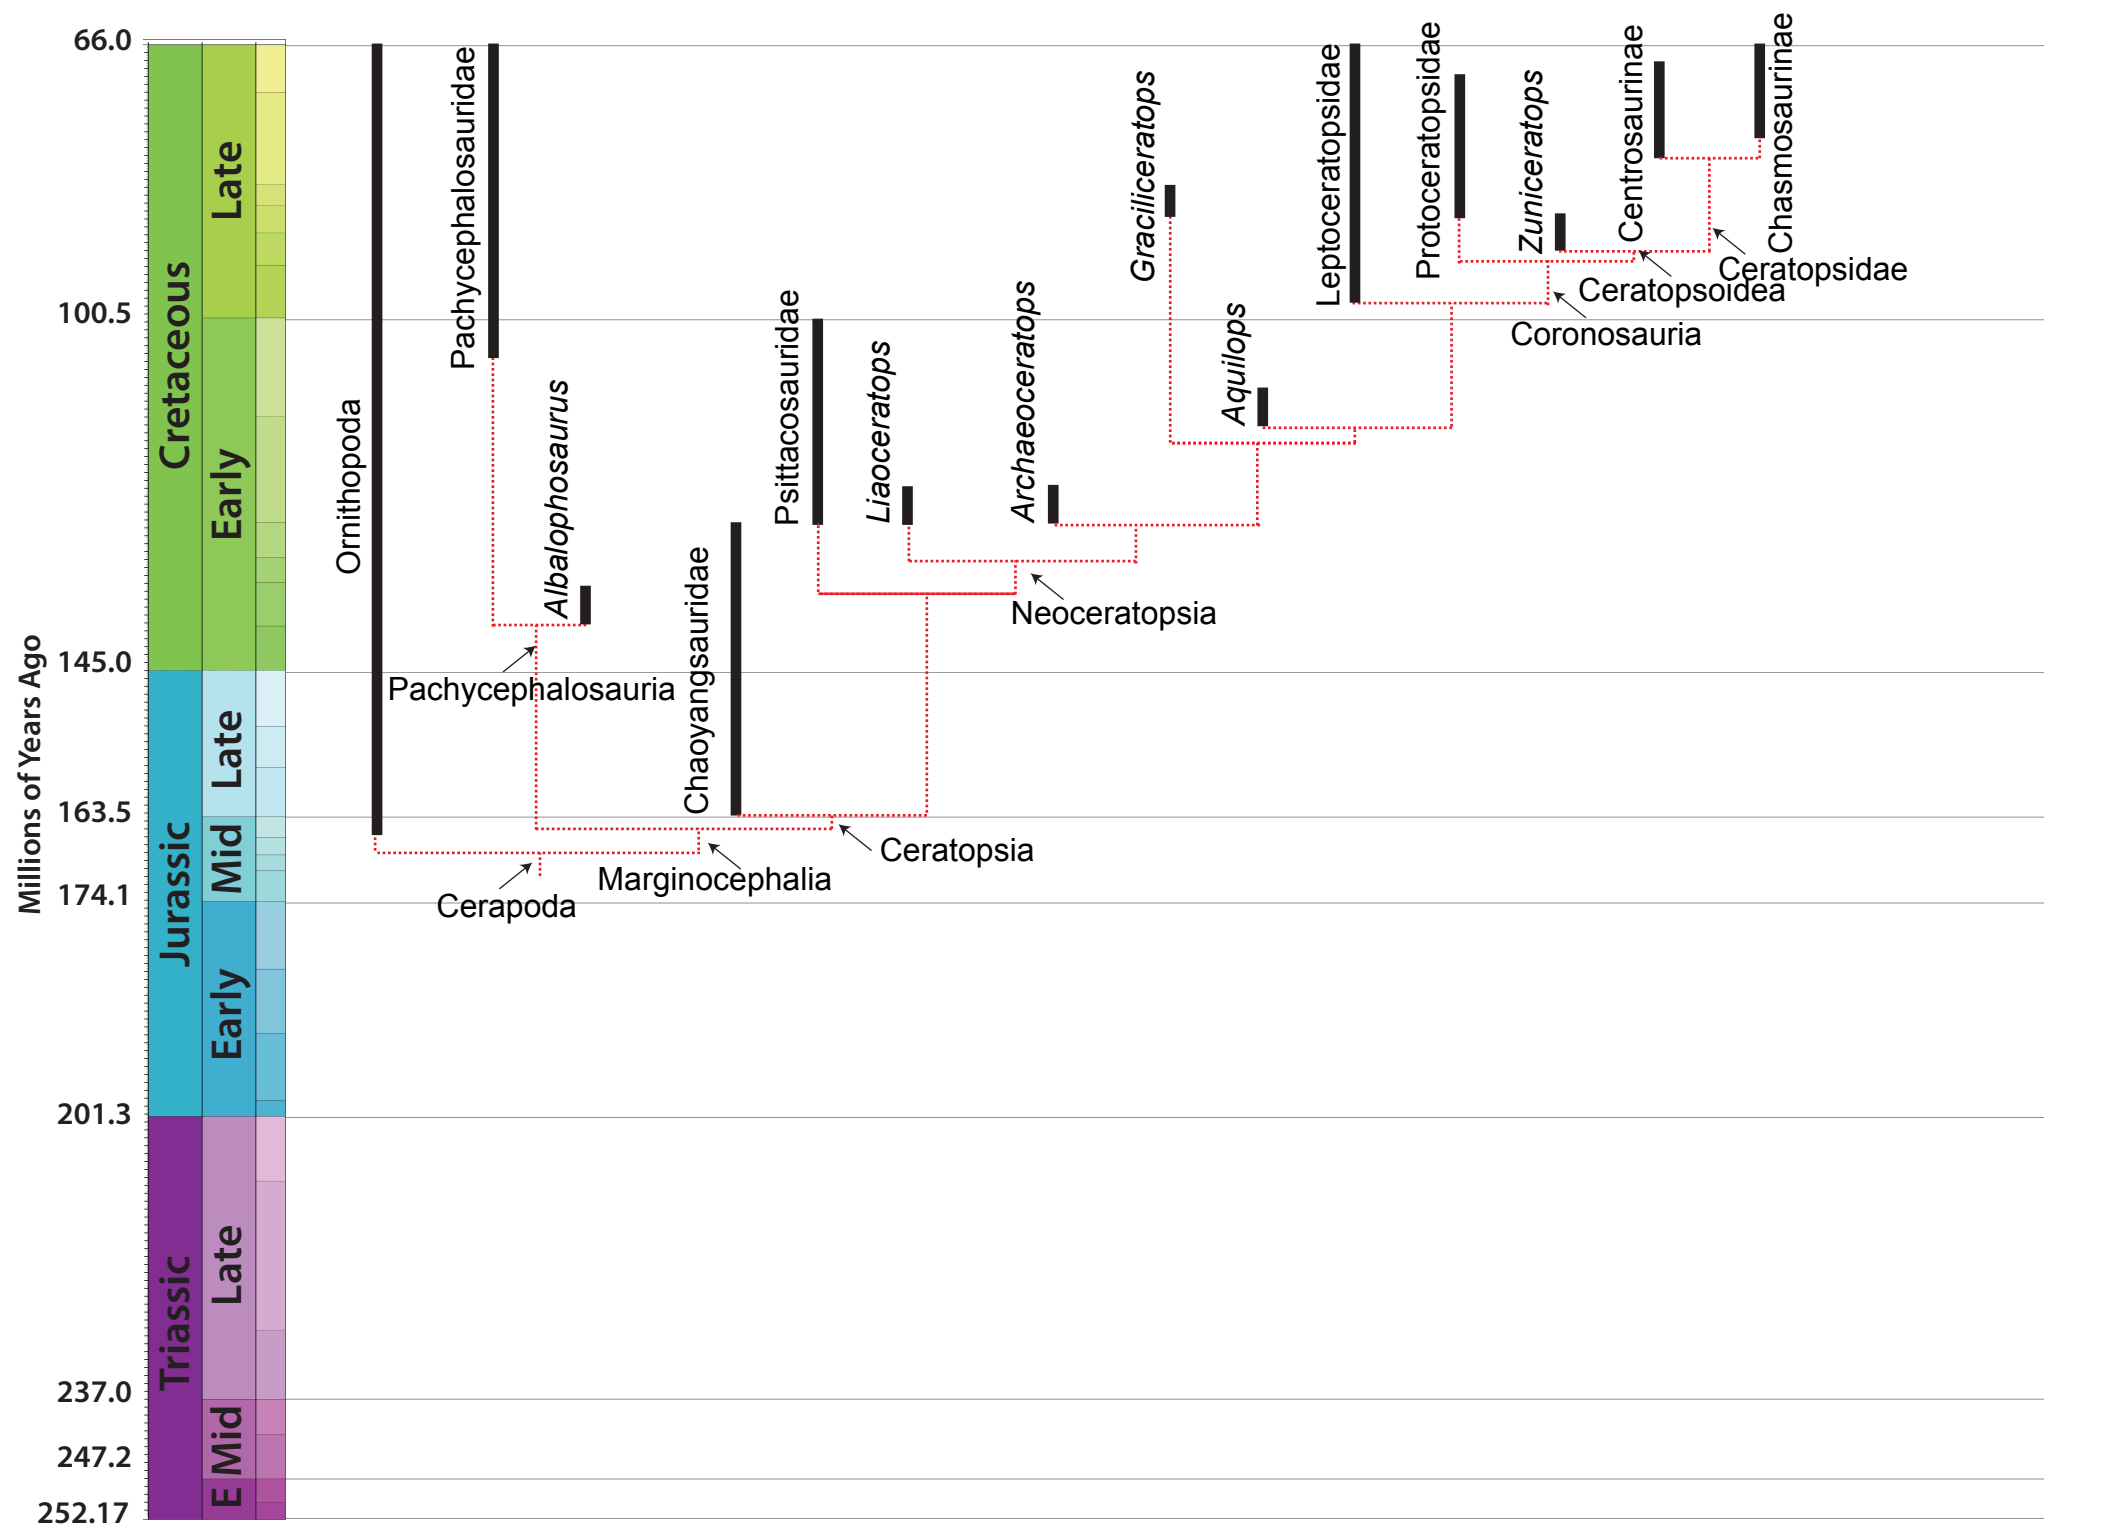 Millions of Years Ago
66.0
100.5
145.0
163.5
174.1
201.3
237.0
247.2
252.17
Cretaceous
Jurassic
Triassic
Late
Early
Late
Mid
Early
Late
Mid
E
Ornithopoda
Pachycephalosauridae
Albalophosaurus
Chaoyangsauridae
Psittacosauridae
Liaoceratops
Archaeoceratops
Graciliceratops
Aquilops
Leptoceratopsidae
Protoceratopsidae
Zuniceratops
Centrosaurinae
Chasmosaurinae
Ceratopsidae
Ceratopsoidea
Coronosauria
Neoceratopsia
Pachycephalosauria
Ceratopsia
Marginocephalia
Cerapoda